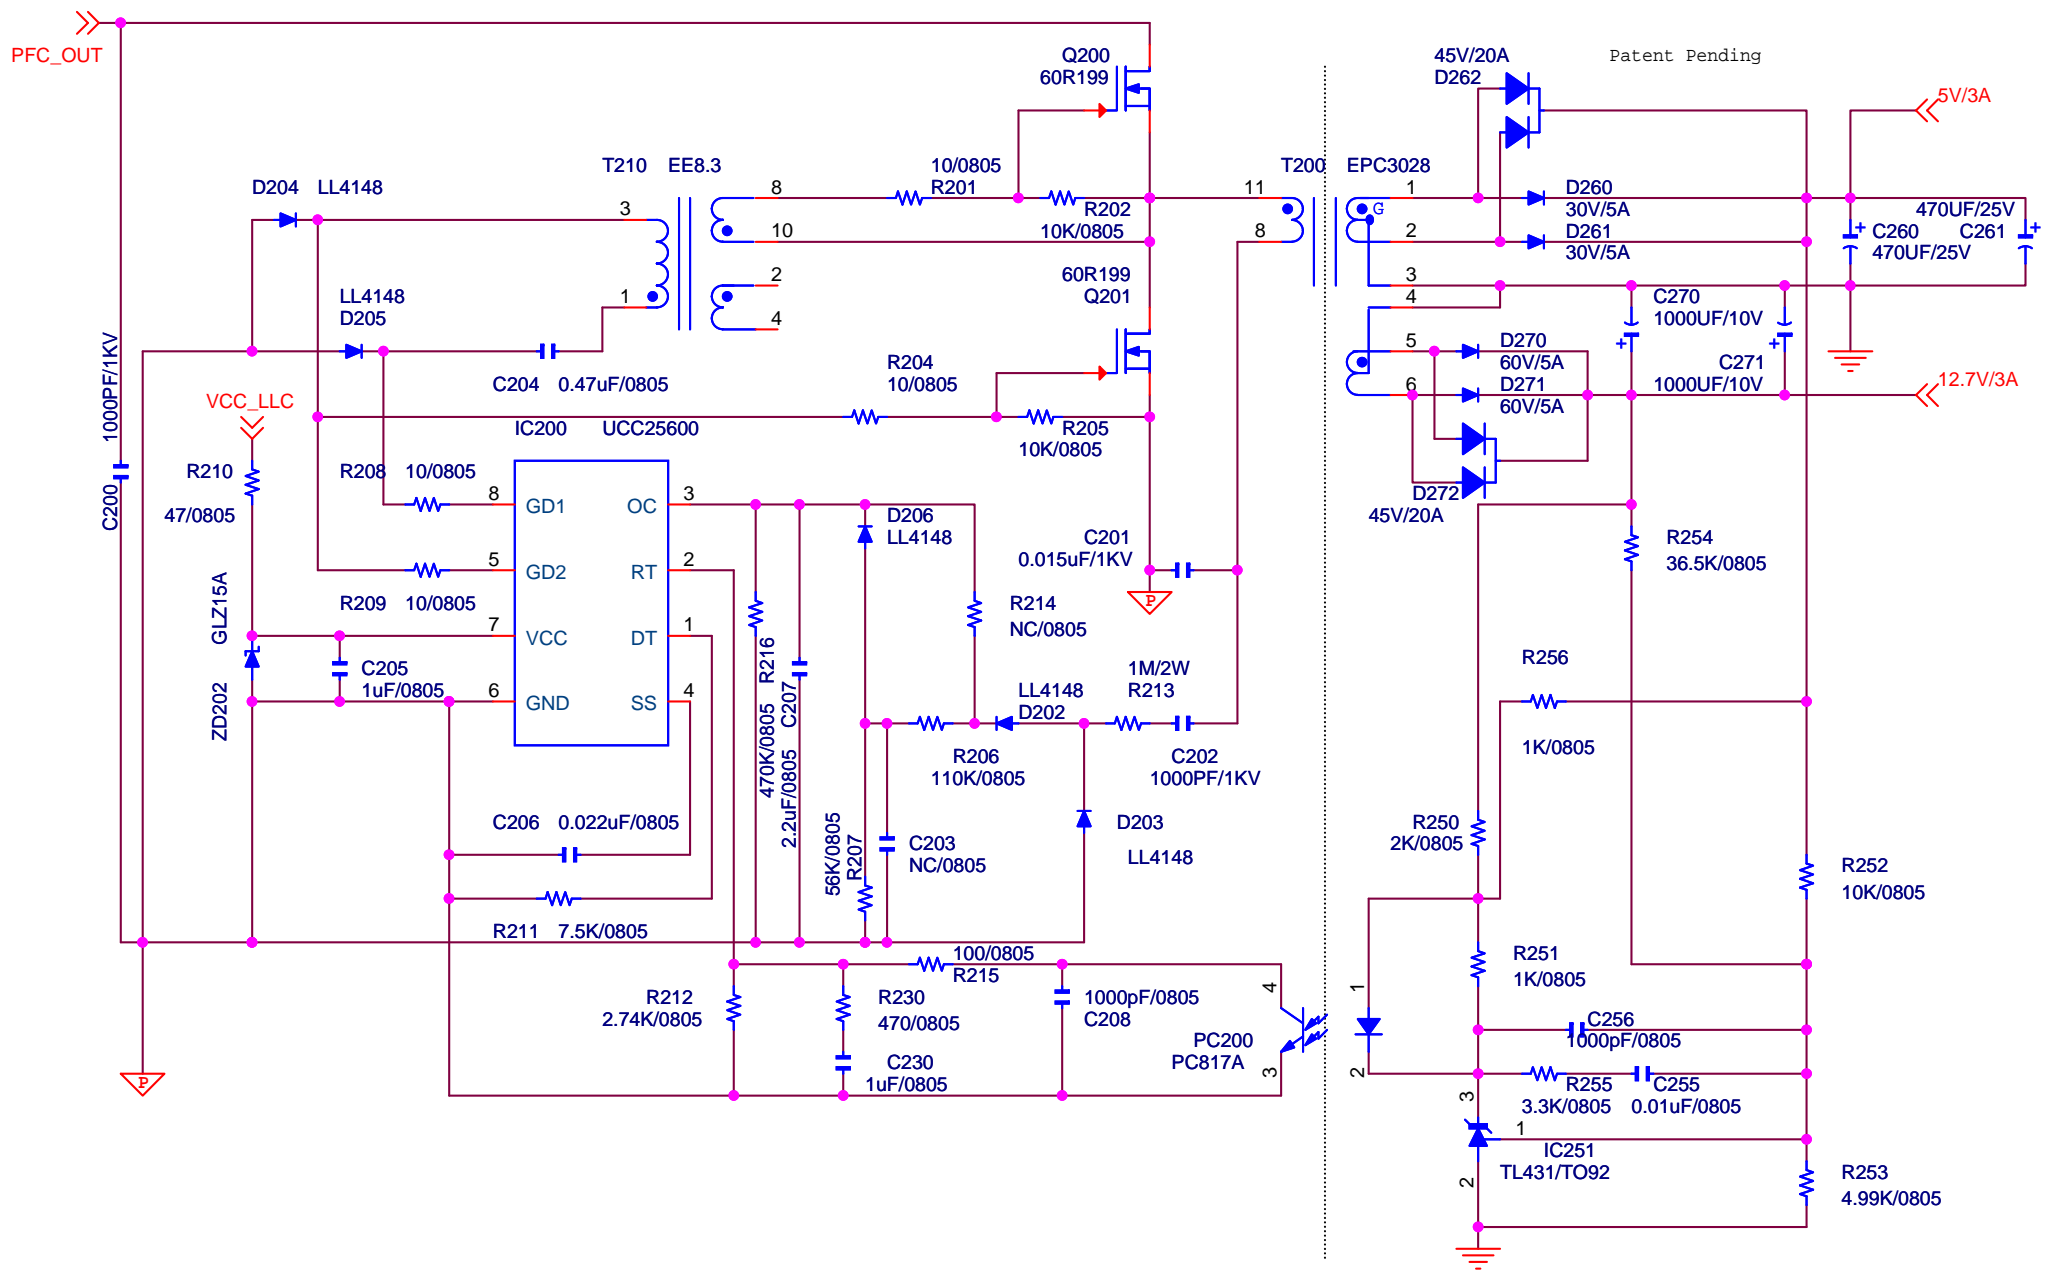 PFC_OUT
Q200
60R199
45V/20A
D262
Patent Pending
5V/3A
T210 EE8.3
10/0805
R201
T200 EPC3028
D204 LL4148
8
3
R202
10K/0805
10
11
8
1
G
2
D260
30V/5A
D261
30V/5A
470UF/25V
C260
C261
470UF/25V
2
60R199
Q201
3
4
LL4148
D205
1
4
C270
1000UF/10V
1000PF/1KV
C200
C204 0.47uF/0805
R204
10/0805
5
D270
60V/5A
C271
1000UF/10V
12.7V/3A
6
D271
60V/5A
VCC_LLC
IC200 UCC25600
R205
10K/0805
R210
47/0805
R208 10/0805
8
GD1
OC
3
D206
LL4148
D272
45V/20A
C201
0.015uF/1KV
R254
36.5K/0805
5
GD2
RT
2
P
GLZ15A
ZD202
R209 10/0805
R214
NC/0805
7
VCC
DT
1
R216
470K/0805
C207
2.2uF/0805
C205
1uF/0805
1M/2W
R213
R256
LL4148
D202
6
GND
SS
4
R206
110K/0805
C202
1000PF/1KV
1K/0805
C206 0.022uF/0805
56K/0805
R207
C203
NC/0805
D203
LL4148
R250
2K/0805
R252
10K/0805
R211 7.5K/0805
100/0805
R215
R251
1K/0805
R212
2.74K/0805
R230
470/0805
1000pF/0805
C208
4
1
C256
1000pF/0805
PC200
PC817A
P
C230
1uF/0805
3
2
R255
3.3K/0805
C255
0.01uF/0805
3
1
IC251
TL431/TO92
2
R253
4.99K/0805